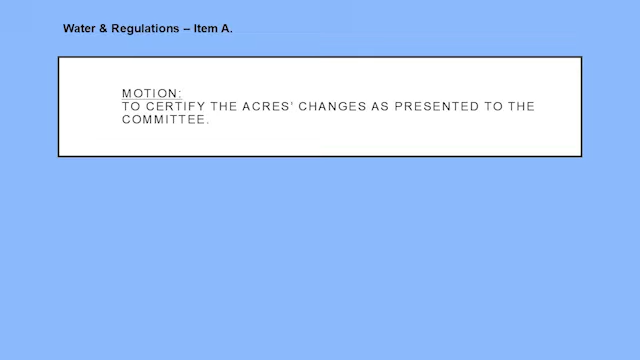 Water & Regulations – Item A.
MOTION:
TO CERTIFY THE ACRES' CHANGES AS PRESENTED TO THE
COMMITTEE.